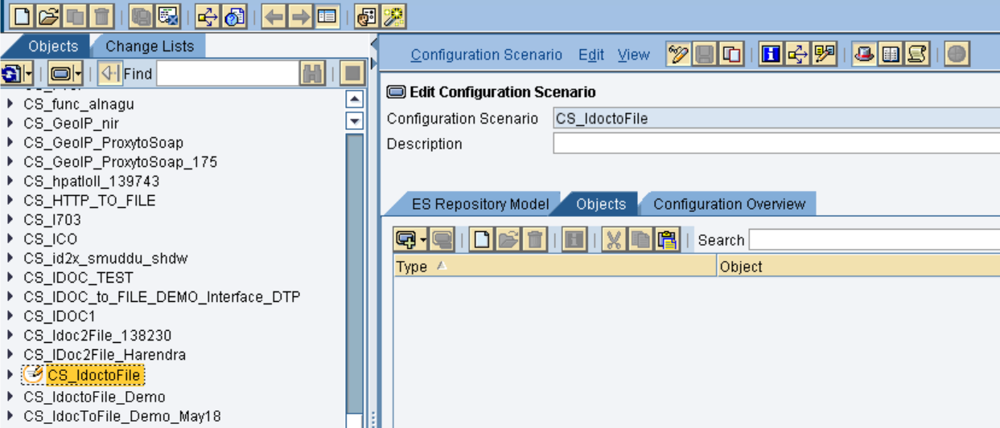 Objects
Change Lists
Find
CS_func_alnagu
CS_GeoIP_nir
CS_GeoIP_ProxytoSoap
CS_GeoIP_ProxytoSoap_175
CS_hpatloll_139743
CS_HTTP_TO_FILE
CS_I703
CS_ICO
CS_id2x_smuddu_shdw
CS_IDOC_TEST
CS_IDOC_to_FILE_DEMO_Interface_DTP
CS_IDOC1
CS_Idoc2File_138230
CS_IDoc2File_Harendra
CS_IdoctoFile
CS_IdoctoFile_Demo
CS_IdocToFile_Demo_May18
Configuration Scenario Edit View
Edit Configuration Scenario
Configuration Scenario CS_IdoctoFile
Description
ES Repository Model Objects Configuration Overview
Search
Type Object